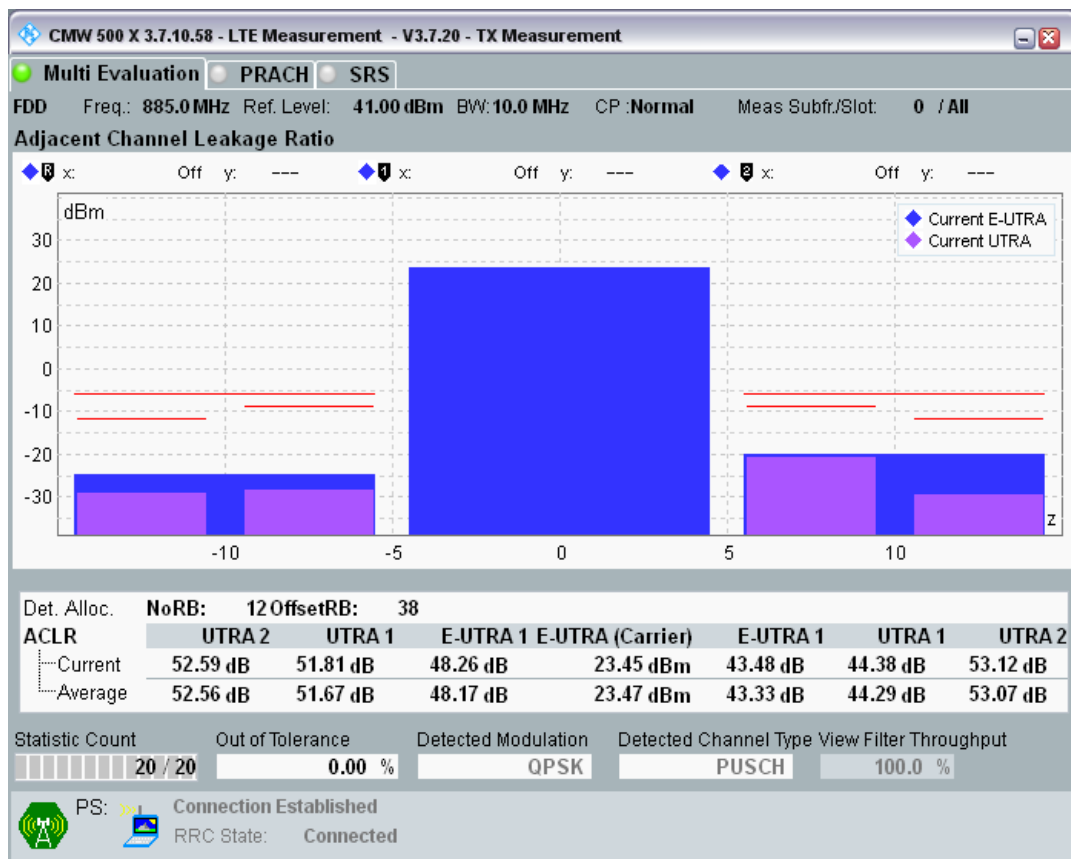 CMW 500 X 3.7.10.58 - LTE Measurement - V3.7.20 - TX Measurement
Multi Evaluation PRACH SRS
FDD Freq.: 885.0 MHz Ref. Level: 41.00 dBm BW: 10.0 MHz CP :Normal Meas Subfr./Slot: 0 / All
Adjacent Channel Leakage Ratio
R x: Off y: --- 1 x: Off y: --- 2 x: Off y: ---
dBm
Current E-UTRA
Current UTRA
30
20
10
0
-10
-20
-30
z
-10 -5 0 5 10
Det. Alloc. NoRB: 12 OffsetRB: 38
ACLR UTRA 2 UTRA 1 E-UTRA 1 E-UTRA (Carrier) E-UTRA 1 UTRA 1 UTRA 2
Current 52.59 dB 51.81 dB 48.26 dB 23.45 dBm 43.48 dB 44.38 dB 53.12 dB
Average 52.56 dB 51.67 dB 48.17 dB 23.47 dBm 43.33 dB 44.29 dB 53.07 dB
Statistic Count Out of Tolerance Detected Modulation Detected Channel Type View Filter Throughput
20 / 20 0.00 % QPSK PUSCH 100.0 %
PS: Connection Established
RRC State: Connected